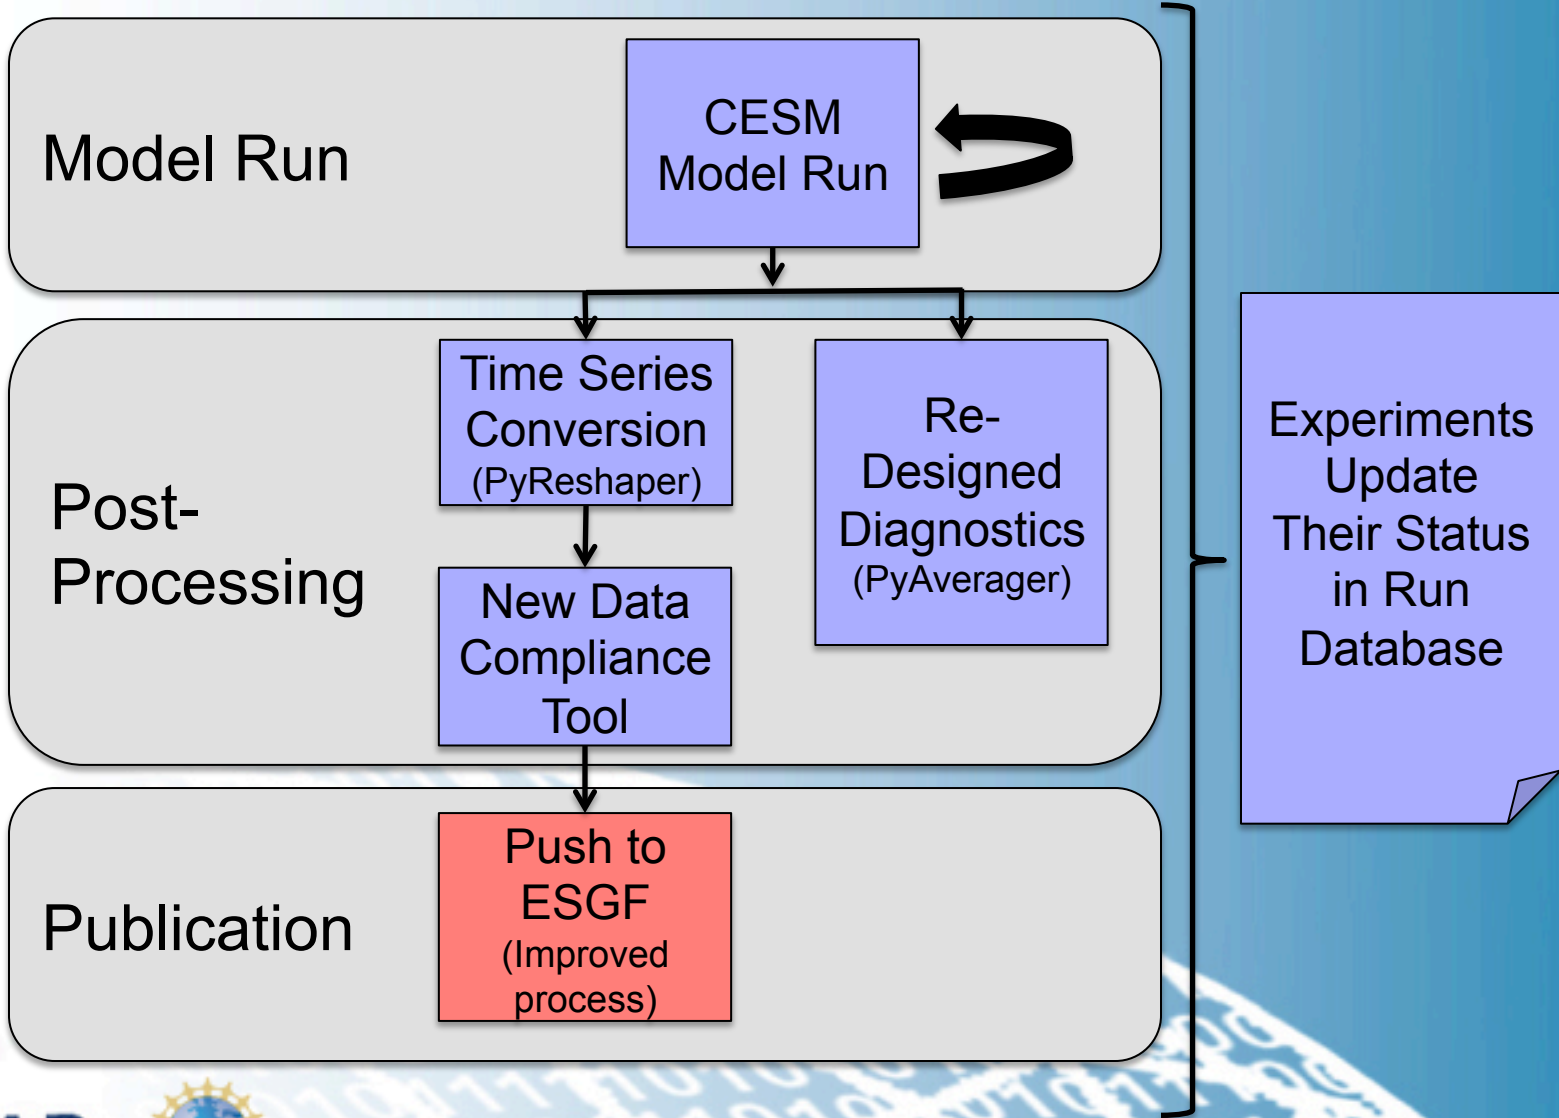 Model Run
CESM
Model Run
Post-
Processing
Time Series
Conversion
(PyReshaper)
Re-
Designed
Diagnostics
(PyAverager)
New Data
Compliance
Tool
Publication
Push to
ESGF
(Improved
process)
Experiments
Update
Their Status
in Run
Database